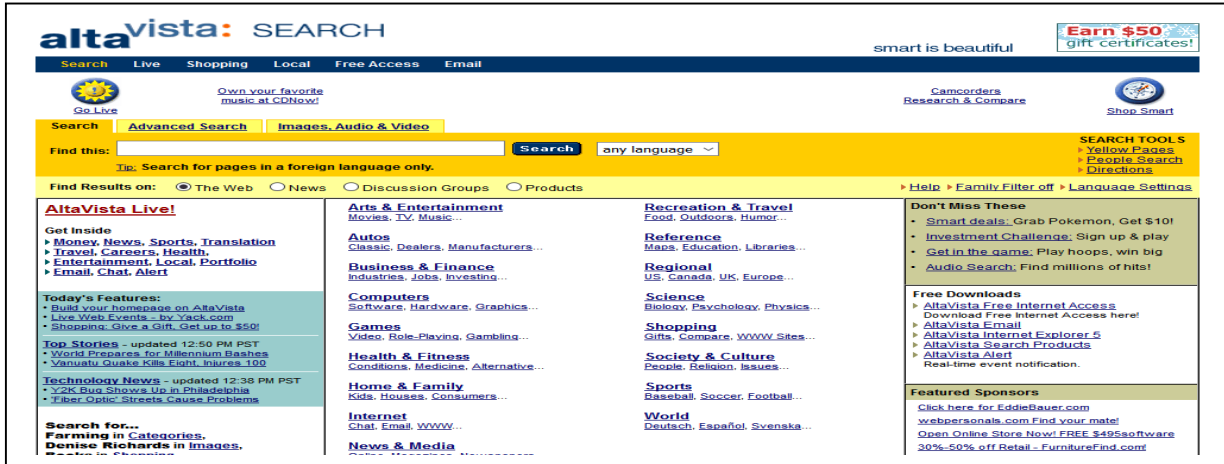 altavista: SEARCH
smart is beautiful
Earn $50
gift certificates!
Search Live Shopping Local Free Access Email
Go Live
Own your favorite
music at CDNow!
Camcorders
Research & Compare
Shop Smart
Search Advanced Search Images, Audio & Video
Find this: Search any language
Tip: Search for pages in a foreign language only.
SEARCH TOOLS
Yellow Pages
People Search
Directions
Find Results on: The Web News Discussion Groups Products
Help Family Filter off Language Settings
AltaVista Live!
Get Inside
Money, News, Sports, Translation
Travel, Careers, Health,
Entertainment, Local, Portfolio
Email, Chat, Alert
Today's Features:
• Build your homepage on AltaVista
• Live Web Events - by Yack.com
• Shopping: Give a Gift, Get up to $50!
Top Stories - updated 12:50 PM PST
• World Prepares for Millennium Bashes
• Vanuatu Quake Kills Eight, Injures 100
Technology News - updated 12:38 PM PST
• Y2K Bug Shows Up in Philadelphia
• 'Fiber Optic' Streets Cause Problems
Search for...
Farming in Categories,
Denise Richards in Images,
Books in Shopping
Arts & Entertainment
Movies, TV, Music...
Autos
Classic, Dealers, Manufacturers...
Business & Finance
Industries, Jobs, Investing...
Computers
Software, Hardware, Graphics...
Games
Video, Role-Playing, Gambling...
Health & Fitness
Conditions, Medicine, Alternative...
Home & Family
Kids, Houses, Consumers...
Internet
Chat, Email, WWW...
News & Media
Online, Magazines, Newspapers
Recreation & Travel
Food, Outdoors, Humor...
Reference
Maps, Education, Libraries...
Regional
US, Canada, UK, Europe...
Science
Biology, Psychology, Physics...
Shopping
Gifts, Compare, WWW Sites...
Society & Culture
People, Religion, Issues...
Sports
Baseball, Soccer, Football...
World
Deutsch, Español, Svenska...
Don't Miss These
• Smart deals: Grab Pokemon, Get $10!
• Investment Challenge: Sign up & play
• Get in the game: Play hoops, win big
• Audio Search: Find millions of hits!
Free Downloads
AltaVista Free Internet Access
Download Free Internet Access here!
AltaVista Email
AltaVista Internet Explorer 5
AltaVista Search Products
AltaVista Alert
Real-time event notification.
Featured Sponsors
Click here for EddieBauer.com
webpersonals.com Find your mate!
Open Online Store Now! FREE $495software
30%-50% off Retail - FurnitureFind.com!